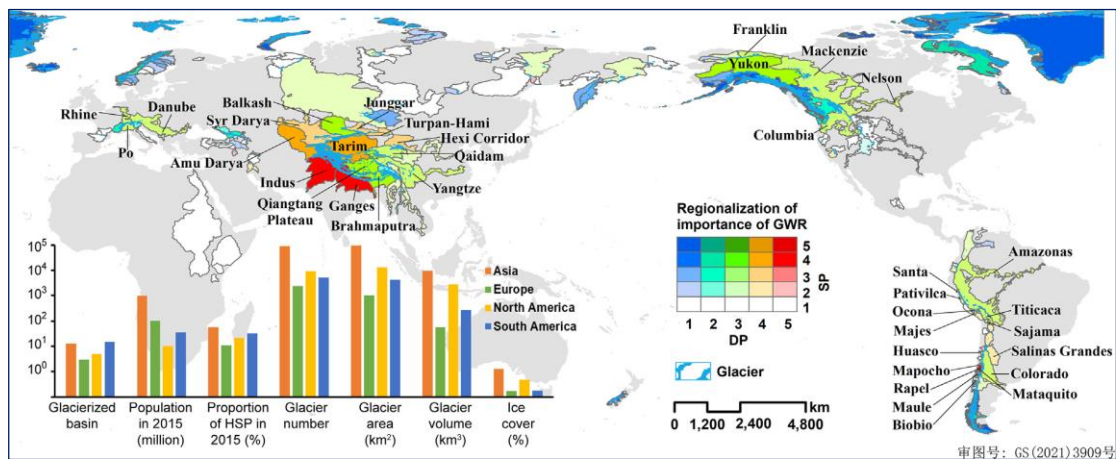 Franklin
Yukon
Mackenzie
Nelson
Columbia
Rhine
Danube
Po
Balkash
Junggar
Syr Darya
Turpan-Hami
Hexi Corridor
Tarim
Qaidam
Amu Darya
Indus
Yangtze
Qiangtang
Plateau
Ganges
Brahmaputra
Regionalization of
importance of GWR
5
4
3
2
1
SP
1 2 3 4 5
DP
Glacier
km
0 1,200 2,400 4,800
Amazonas
Santa
Pativilca
Ocona
Titicaca
Majes
Sajama
Huasco
Salinas Grandes
Mapocho
Colorado
Rapel
Mataquito
Maule
Biobio
10⁵
10⁴
10³
10²
10¹
10⁰
Asia
Europe
North America
South America
Glacierized
basin
Population
in 2015
(million)
Proportion
of HSP in
2015 (%)
Glacier
number
Glacier
area
(km²)
Glacier
volume
(km³)
Ice
cover
(%)
审图号: GS(2021)3909号